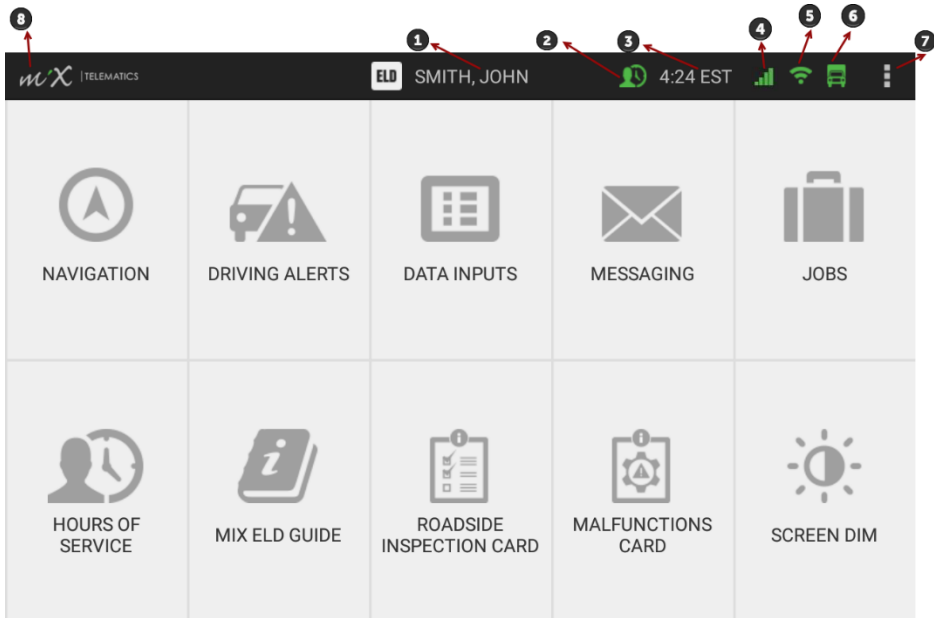 8
1
2
3
4
5
6
7
miX | TELEMATICS
ELD SMITH, JOHN
4:24 EST
NAVIGATION
DRIVING ALERTS
DATA INPUTS
MESSAGING
JOBS
HOURS OF
SERVICE
MIX ELD GUIDE
ROADSIDE
INSPECTION CARD
MALFUNCTIONS
CARD
SCREEN DIM